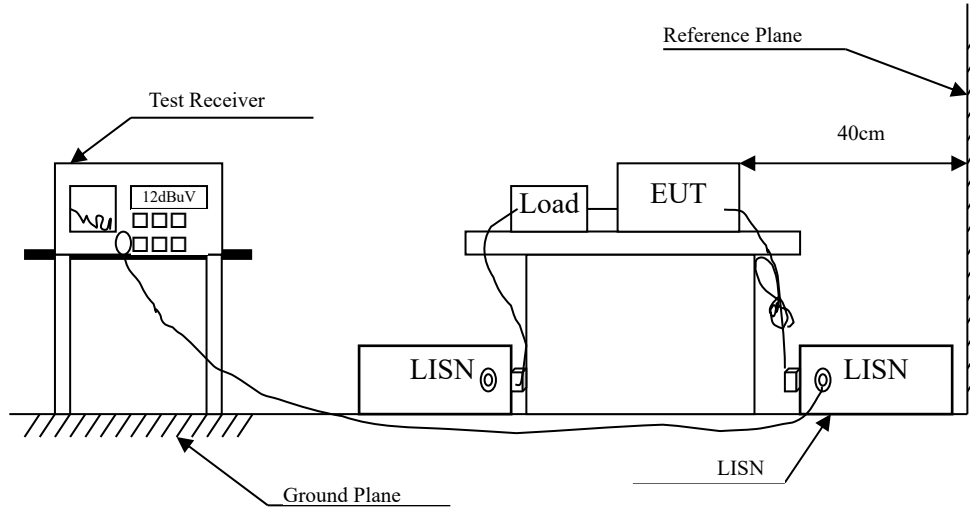 Reference Plane
Test Receiver
40cm
12dBuV
Load
EUT
LISN
LISN
LISN
Ground Plane